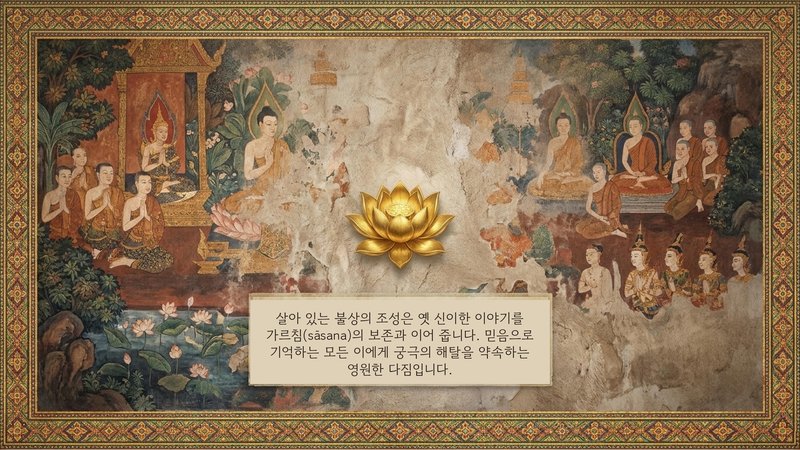 살아 있는 불상의 조성은 옛 신이한 이야기를
가르침(sāsana)의 보존과 이어 줍니다. 믿음으로
기억하는 모든 이에게 궁극의 해탈을 약속하는
영원한 다짐입니다.